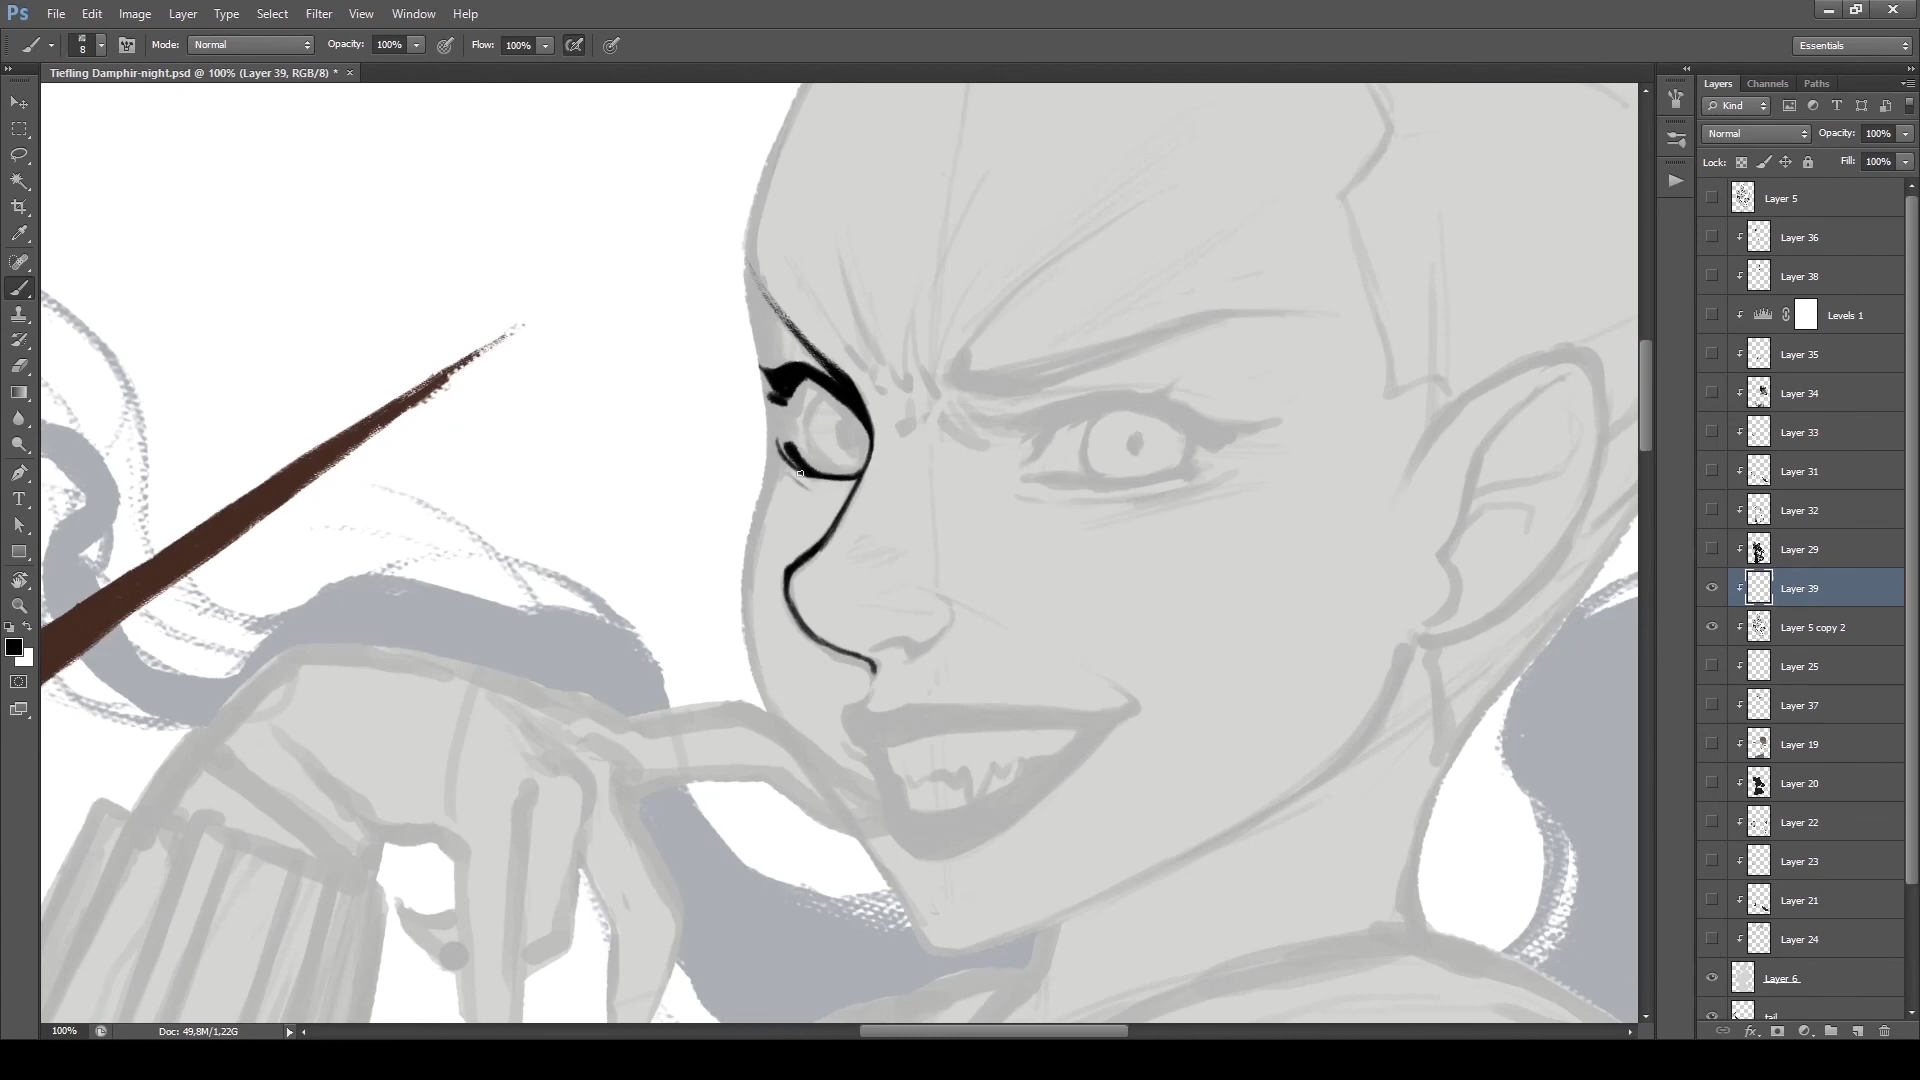 Ps File Edit Image Layer Type Select Filter View Window Help
8 Mode: Normal Opacity: 100% Flow: 100% Essentials
Tiefling Damphir-night.psd @ 100% (Layer 39, RGB/8) * ×
Layers Channels Paths
Kind
Normal Opacity: 100%
Lock: Fill: 100%
Layer 5
Layer 36
Layer 38
Levels 1
Layer 35
Layer 34
Layer 33
Layer 31
Layer 32
Layer 29
Layer 39
Layer 5 copy 2
Layer 25
Layer 37
Layer 19
Layer 20
Layer 22
Layer 23
Layer 21
Layer 24
Layer 6
tail
100% Doc: 49,8M/1,22G